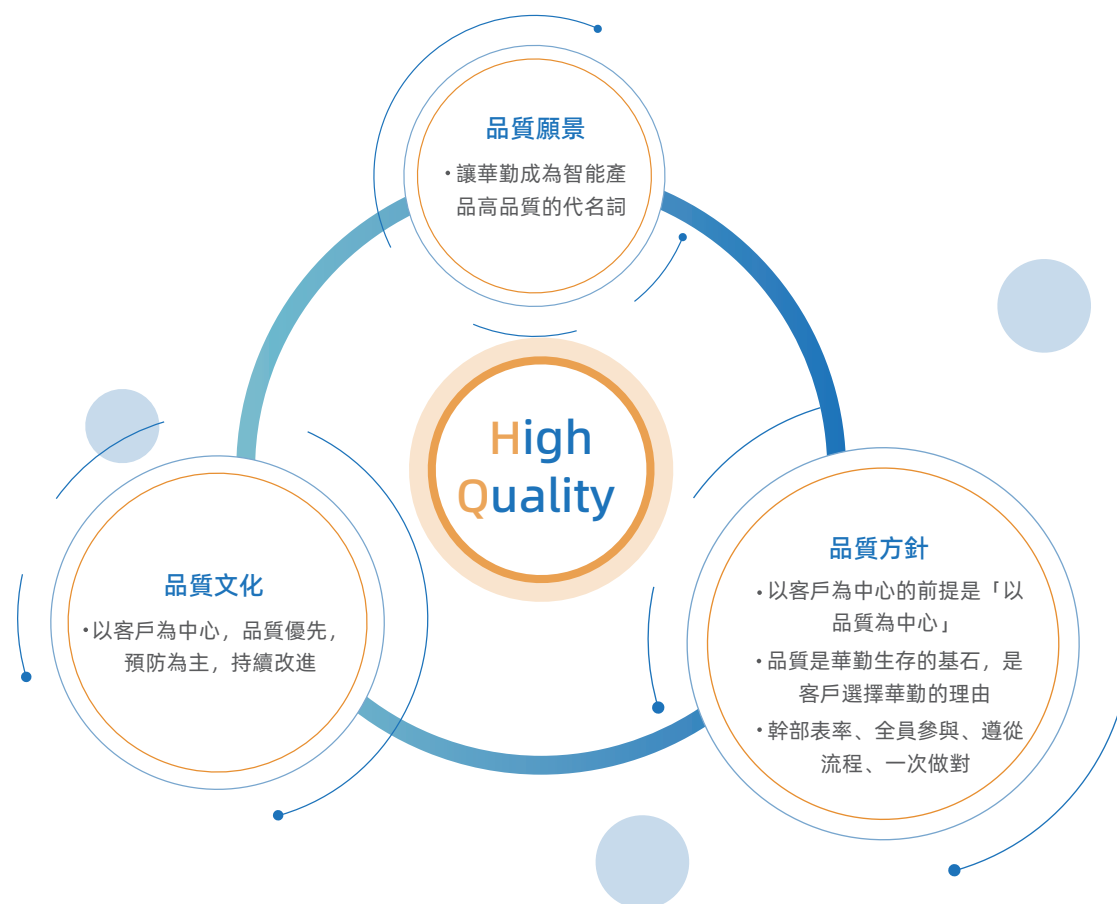 品質願景
•讓華勤成為智能產
品高品質的代名詞
High
Quality
品質文化
•以客戶為中心，品質優先，
預防為主，持續改進
品質方針
•以客戶為中心的前提是「以
品質為中心」
•品質是華勤生存的基石，是
客戶選擇華勤的理由
•幹部表率、全員參與、遵從
流程、一次做對